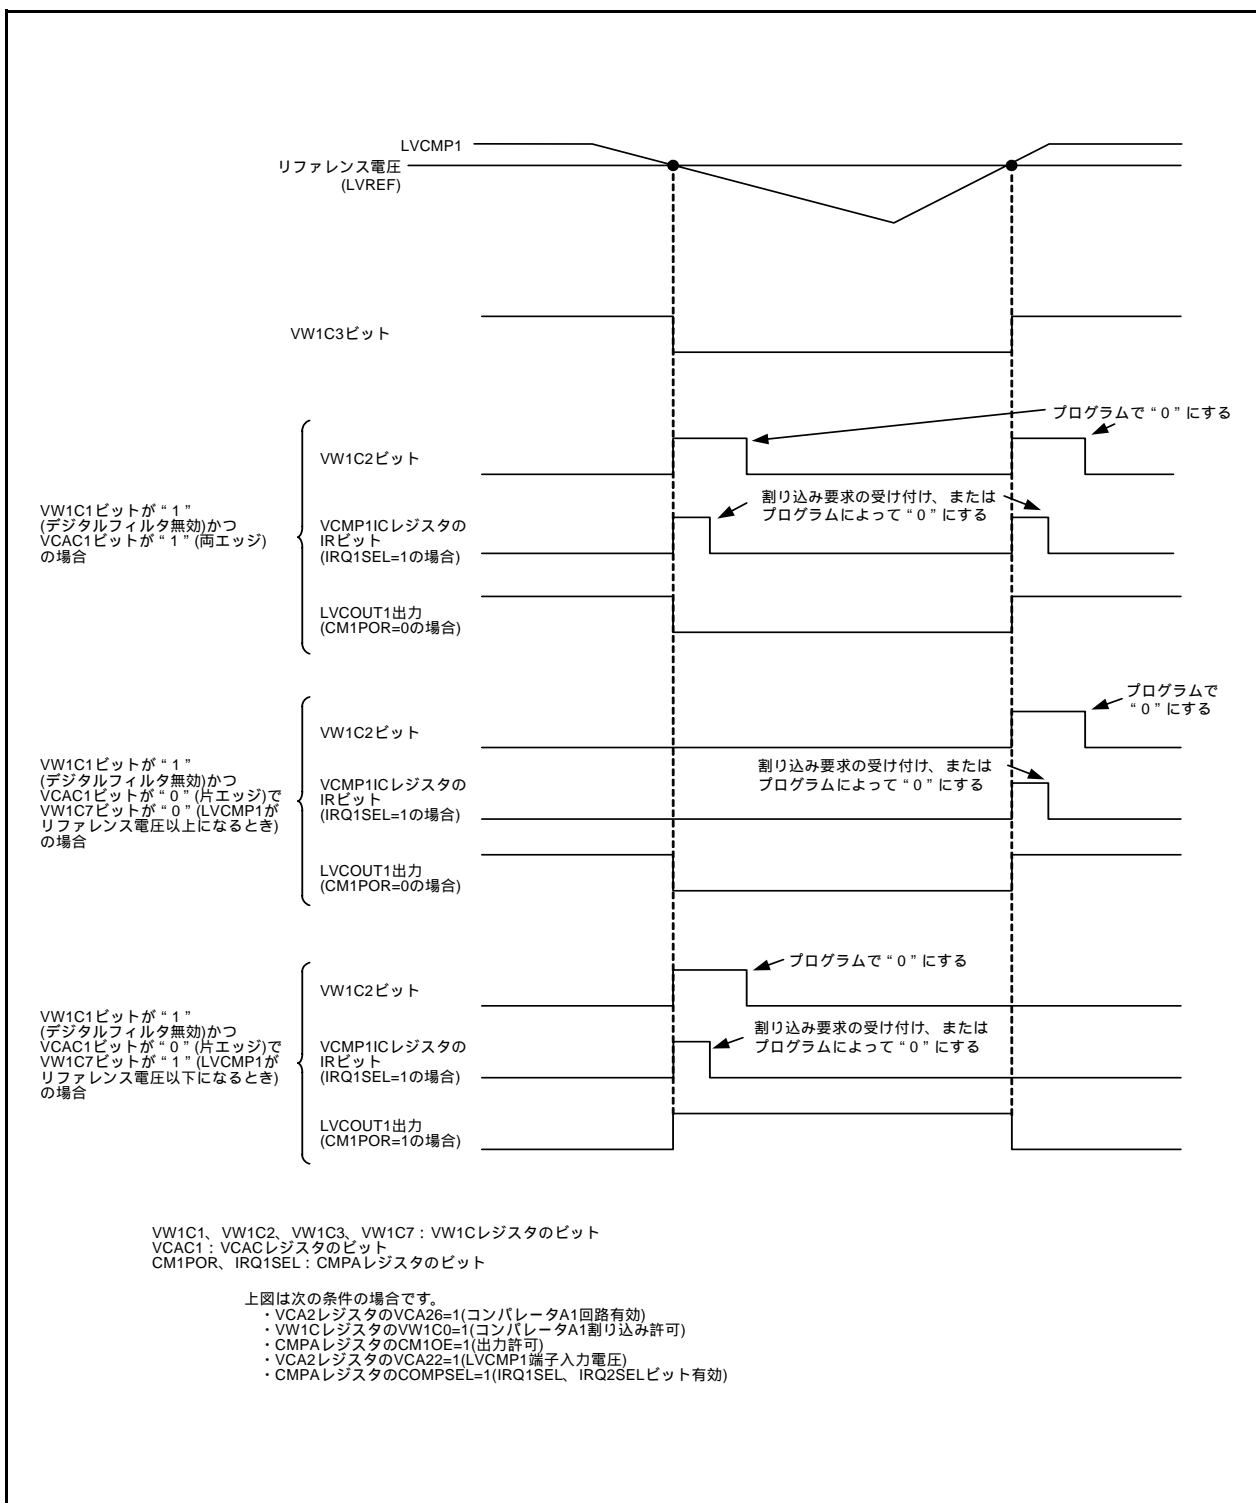 LVCMP1
リファレンス電圧
(LVREF)
VW1C3ビット
VW1C1ビットが“1”
(デジタルフィルタ無効)かつ
VCAC1ビットが“1”(両エッジ)
の場合
VW1C2ビット
プログラムで“0”にする
VCMP1ICレジスタの
IRビット
(IRQ1SEL=1の場合)
割り込み要求の受け付け、または
プログラムによって“0”にする
LVCOUT1出力
(CM1POR=0の場合)
VW1C1ビットが“1”
(デジタルフィルタ無効)かつ
VCAC1ビットが“0”(片エッジ)で
VW1C7ビットが“0”(LVCMP1が
リファレンス電圧以上になるとき)
の場合
VW1C2ビット
プログラムで
“0”にする
VCMP1ICレジスタの
IRビット
(IRQ1SEL=1の場合)
割り込み要求の受け付け、または
プログラムによって“0”にする
LVCOUT1出力
(CM1POR=0の場合)
VW1C1ビットが“1”
(デジタルフィルタ無効)かつ
VCAC1ビットが“0”(片エッジ)で
VW1C7ビットが“1”(LVCMP1が
リファレンス電圧以下になるとき)
の場合
VW1C2ビット
プログラムで“0”にする
VCMP1ICレジスタの
IRビット
(IRQ1SEL=1の場合)
割り込み要求の受け付け、または
プログラムによって“0”にする
LVCOUT1出力
(CM1POR=1の場合)
VW1C1、VW1C2、VW1C3、VW1C7：VW1Cレジスタのビット
VCAC1：VCACレジスタのビット
CM1POR、IRQ1SEL：CMPAレジスタのビット
上図は次の条件の場合です。
・VCA2レジスタのVCA26=1(コンパレータA1回路有効)
・VW1CレジスタのVW1C0=1(コンパレータA1割り込み許可)
・CMPAレジスタのCM1OE=1(出力許可)
・VCA2レジスタのVCA22=1(LVCMP1端子入力電圧)
・CMPAレジスタのCOMPSEL=1(IRQ1SEL、IRQ2SELビット有効)